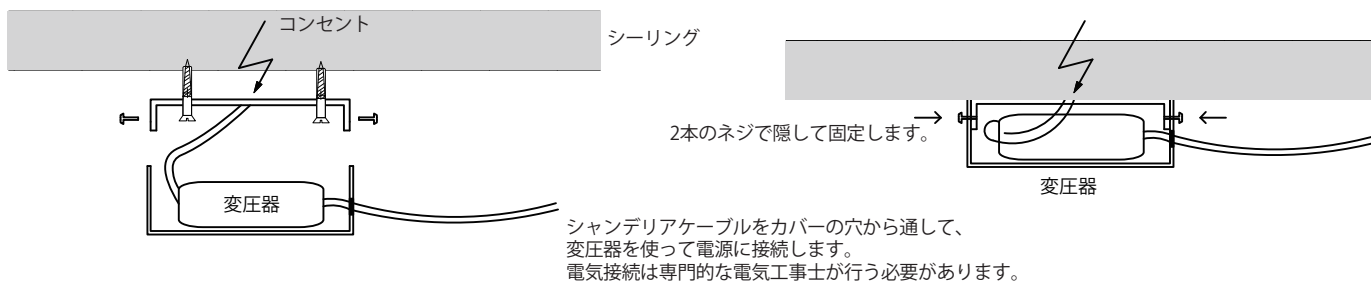 コンセント
シーリング
2本のネジで隠して固定します。
変圧器
変圧器
シャンデリアケーブルをカバーの穴から通して、
変圧器を使って電源に接続します。
電気接続は専門的な電気工事士が行う必要があります。